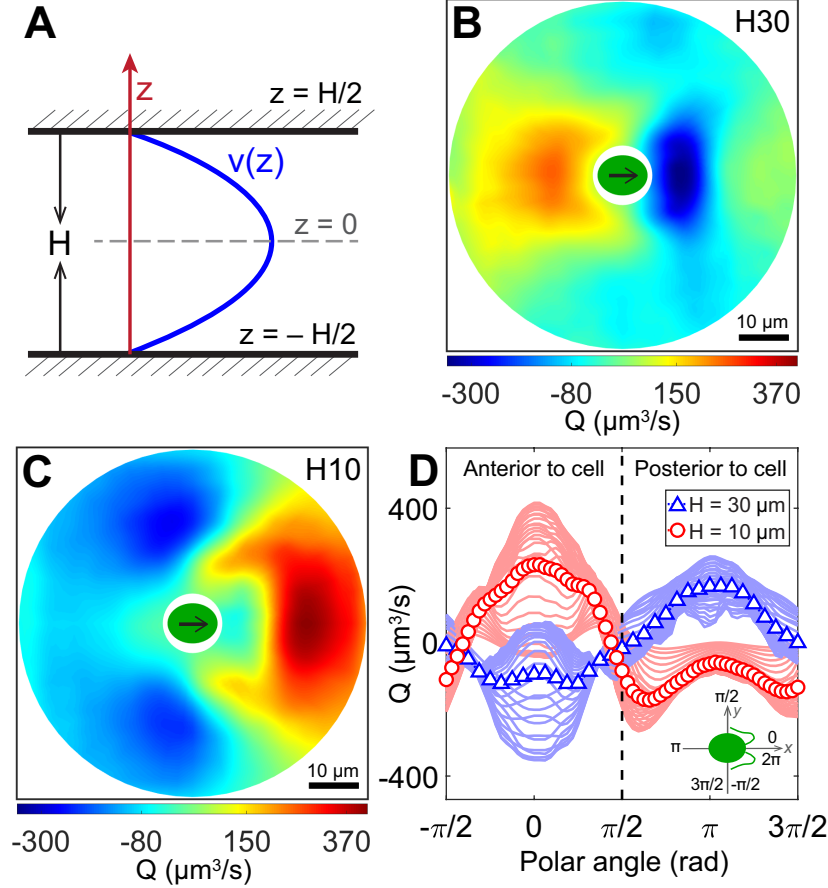 A
z
z = H/2
v(z)
H
z = 0
z = – H/2
B
H30
10 µm
-300 -80 150 370
Q (µm³/s)
C
H10
10 µm
-300 -80 150 370
Q (µm³/s)
D
Anterior to cell Posterior to cell
H = 30 µm
H = 10 µm
400
0
-400
Q (µm³/s)
π/2
y
0
x
π
2π
3π/2 -π/2
-π/2 0 π/2 π 3π/2
Polar angle (rad)